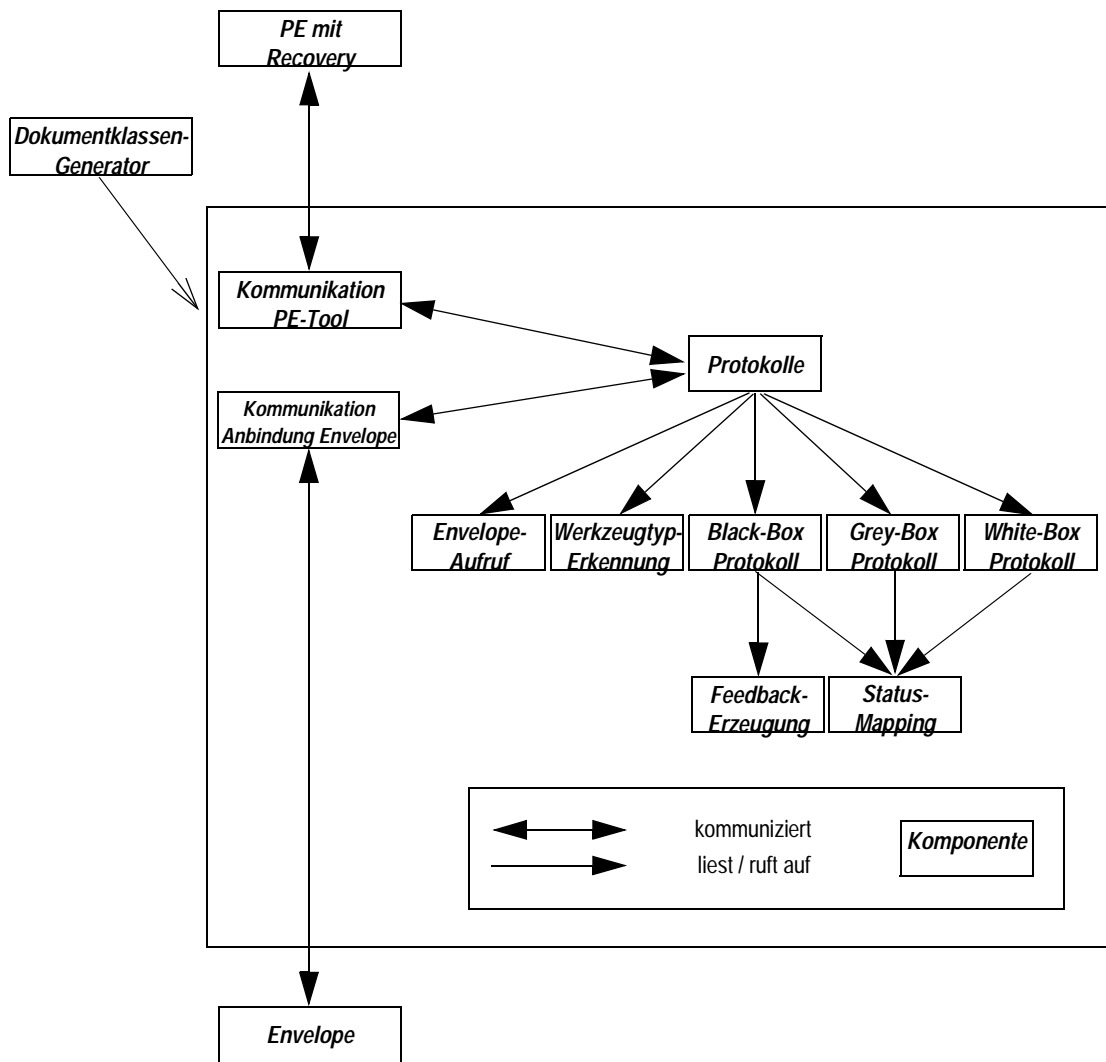 PE mit
Recovery
Dokumentklassen-
Generator
Kommunikation
PE-Tool
Protokolle
Kommunikation
Anbindung Envelope
Envelope-
Aufruf
Werkzeugtyp-
Erkennung
Black-Box
Protokoll
Grey-Box
Protokoll
White-Box
Protokoll
Feedback-
Erzeugung
Status-
Mapping
kommuniziert
liest / ruft auf
Komponente
Envelope